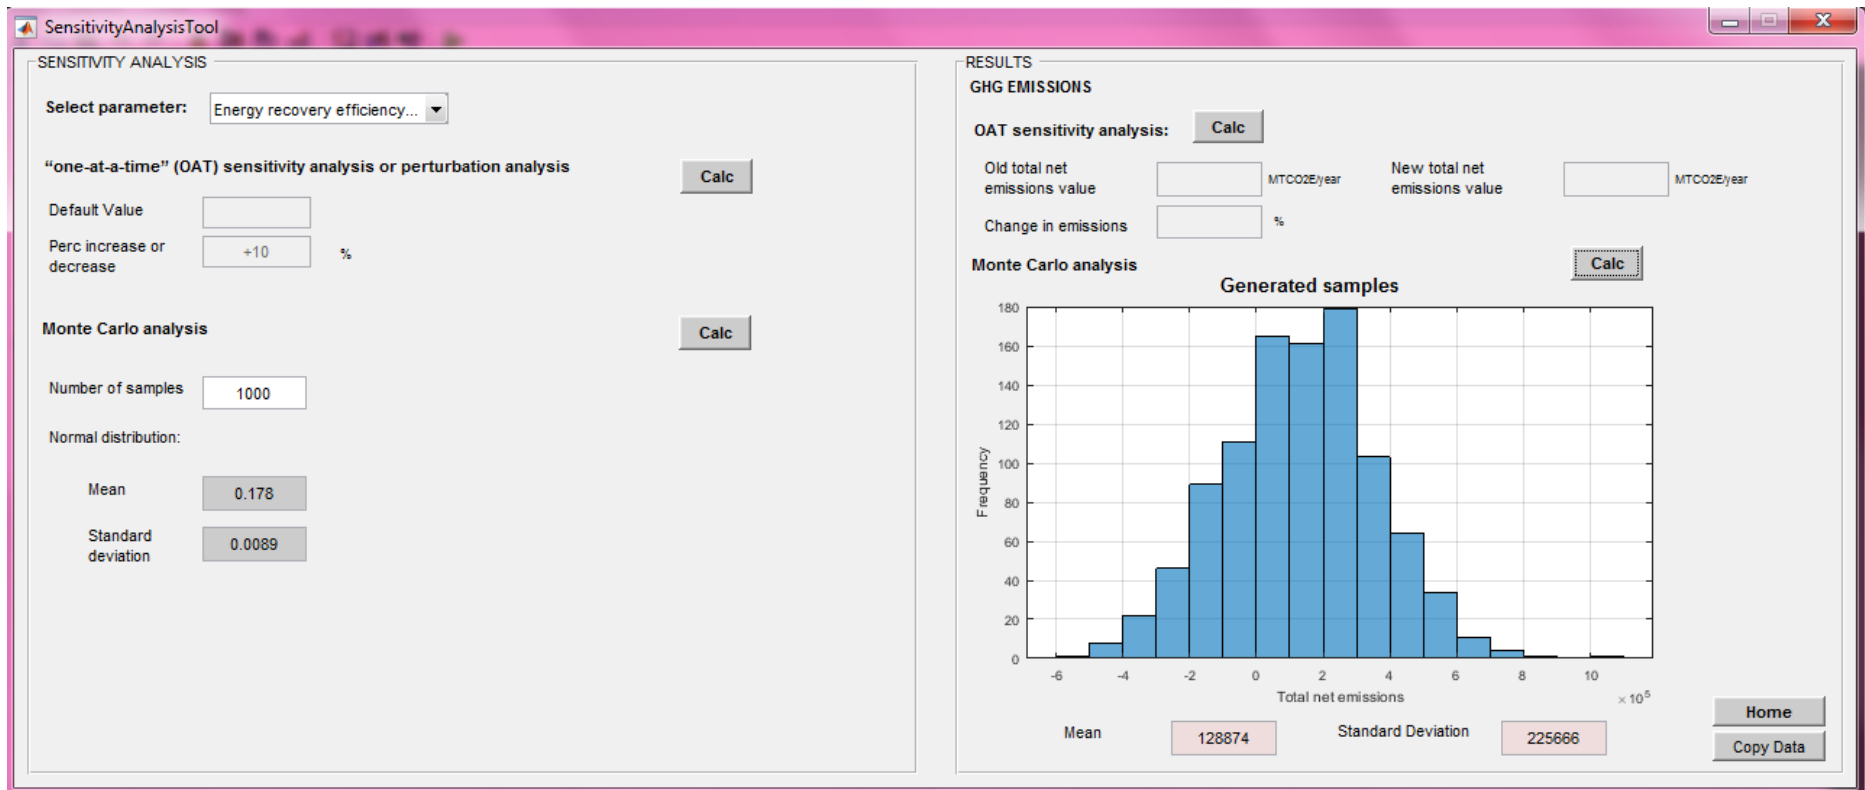 SensitivityAnalysisTool
SENSITIVITY ANALYSIS
Select parameter:
Energy recovery efficiency...
“one-at-a-time” (OAT) sensitivity analysis or perturbation analysis
Calc
Default Value
Perc increase or
decrease
+10
%
Monte Carlo analysis
Calc
Number of samples
1000
Normal distribution:
Mean
0.178
Standard
deviation
0.0089
RESULTS
GHG EMISSIONS
OAT sensitivity analysis:
Calc
Old total net
emissions value
MTCO2E/year
New total net
emissions value
MTCO2E/year
Change in emissions
%
Monte Carlo analysis
Calc
Generated samples
180
160
140
120
100
80
60
40
20
0
Frequency
-6
-4
-2
0
2
4
6
8
10
Total net emissions
× 10⁵
Mean
128874
Standard Deviation
225666
Home
Copy Data